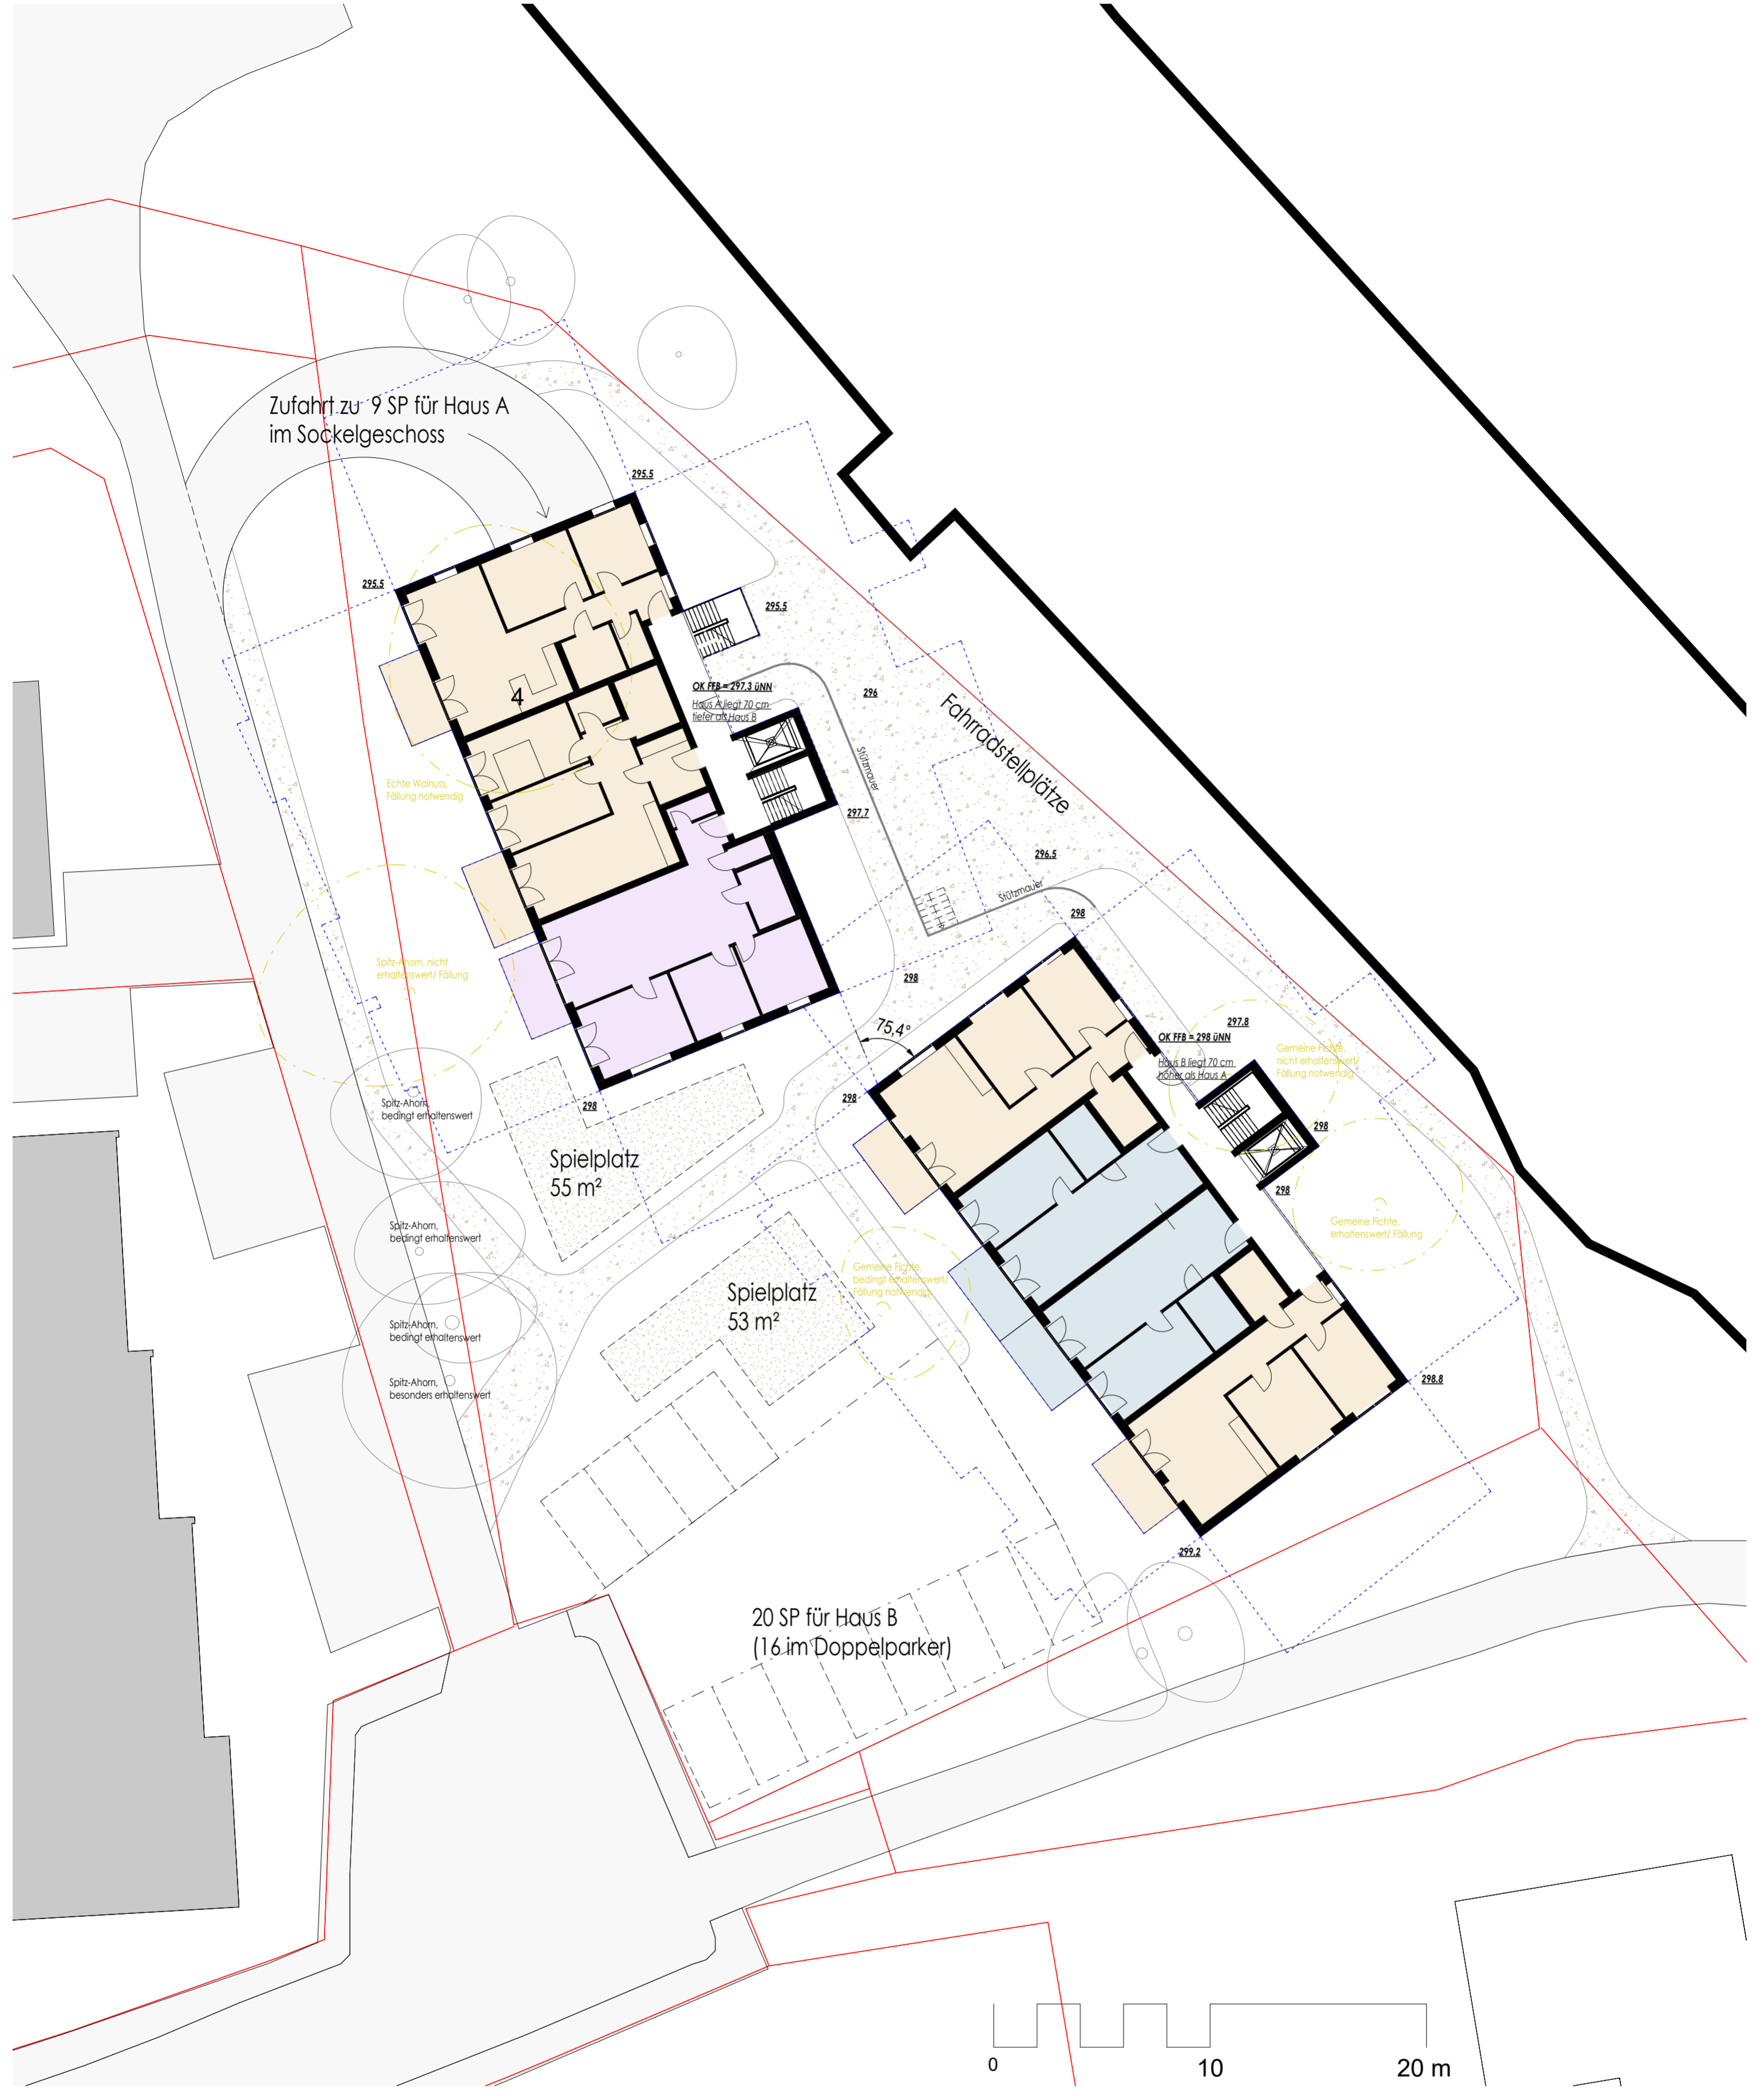 Zufahrt zu 9 SP für Haus A
im Sockelgeschoss
295.5
295.5
295.5
4
OK FFB = 297.3 üNN
Haus A liegt 70 cm
tiefer als Haus B
296
Fahrradstellplätze
Stützmauer
Echte Walnuss,
Fällung notwendig
297.7
296.5
Stützmauer
298
Spitz-Ahorn, nicht
erhaltenswert/ Fällung
298
75,4°
297.8
OK FFB = 298 üNN
Haus B liegt 70 cm
höher als Haus A
Gemeine Fichte,
nicht erhaltenswert/
Fällung notwendig
Spitz-Ahorn,
bedingt erhaltenswert
298
298
298
Spielplatz
55 m²
298
Spitz-Ahorn,
bedingt erhaltenswert
Gemeine Fichte,
erhaltenswert/ Fällung
Gemeine Fichte,
bedingt erhaltenswert/
Fällung notwendig
Spielplatz
53 m²
Spitz-Ahorn,
bedingt erhaltenswert
Spitz-Ahorn,
besonders erhaltenswert
298.8
299.2
20 SP für Haus B
(16 im Doppelparker)
0
10
20 m